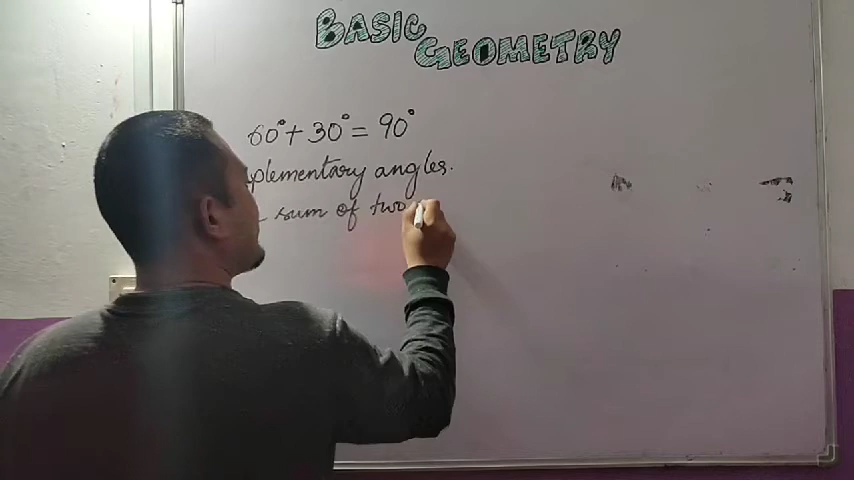 BASIC
GEOMETRY
60° + 30° = 90°
plementary angles.
sum of two